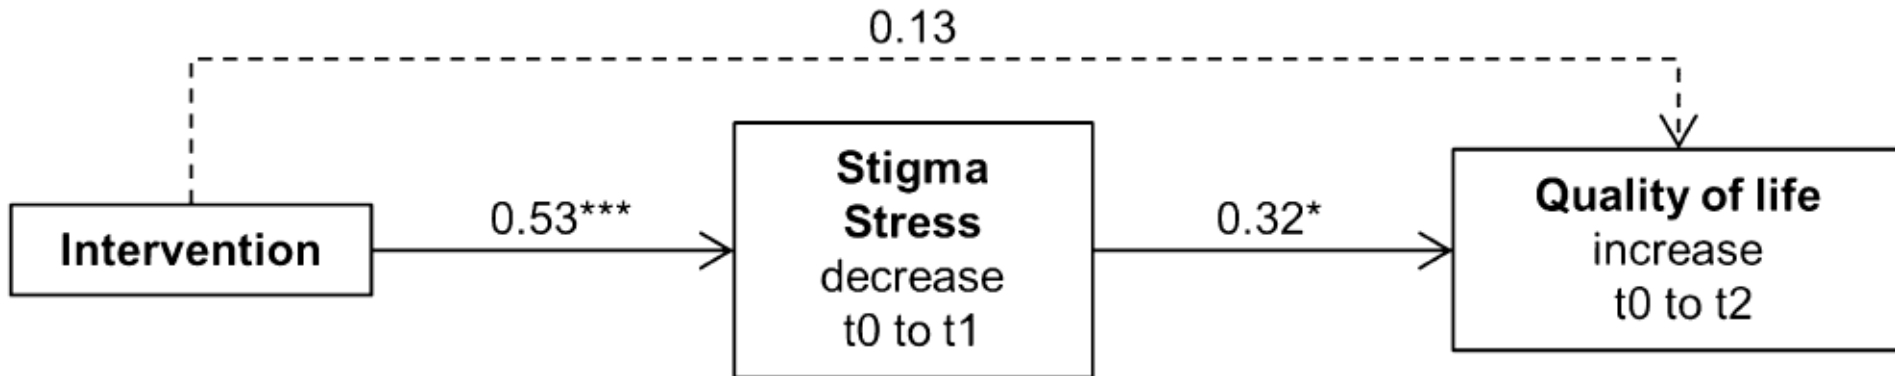 0.13
Intervention
0.53***
Stigma
Stress
decrease
t0 to t1
0.32*
Quality of life
increase
t0 to t2